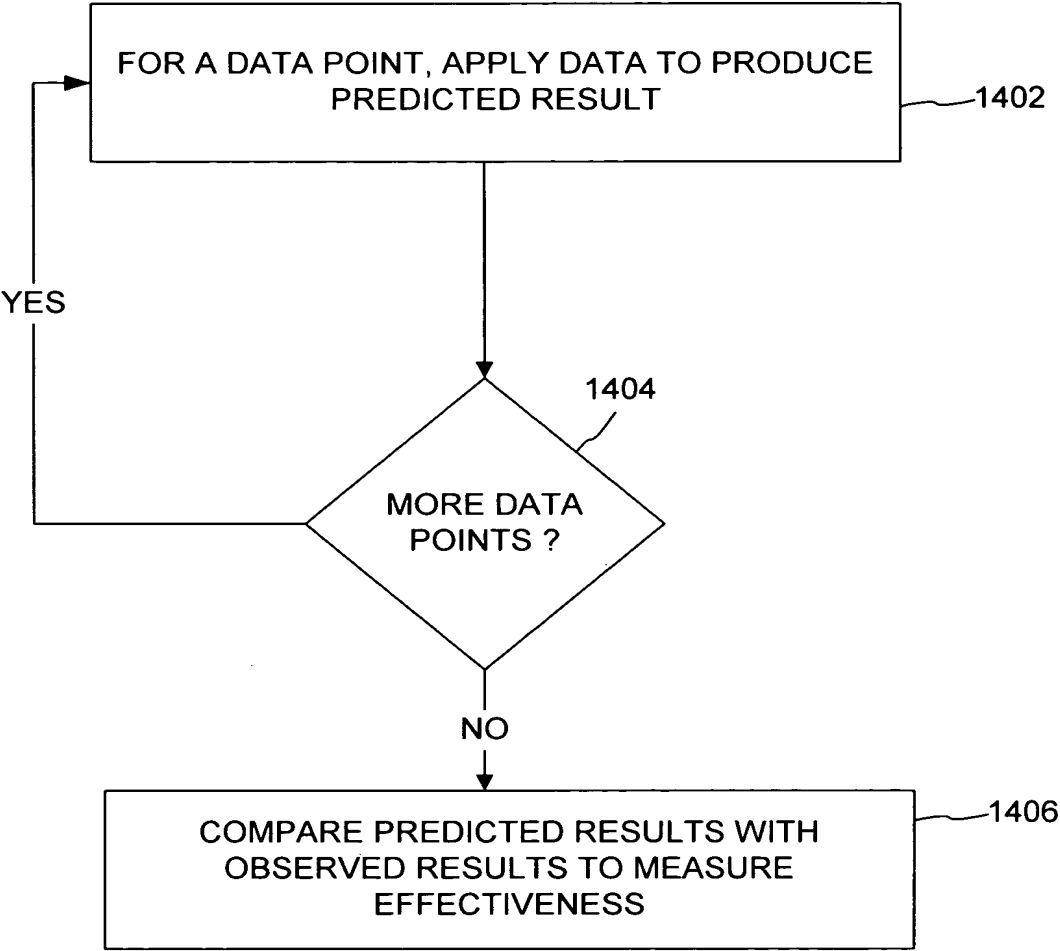 FOR A DATA POINT, APPLY DATA TO PRODUCE
PREDICTED RESULT
1402
YES
1404
MORE DATA
POINTS ?
NO
1406
COMPARE PREDICTED RESULTS WITH
OBSERVED RESULTS TO MEASURE
EFFECTIVENESS